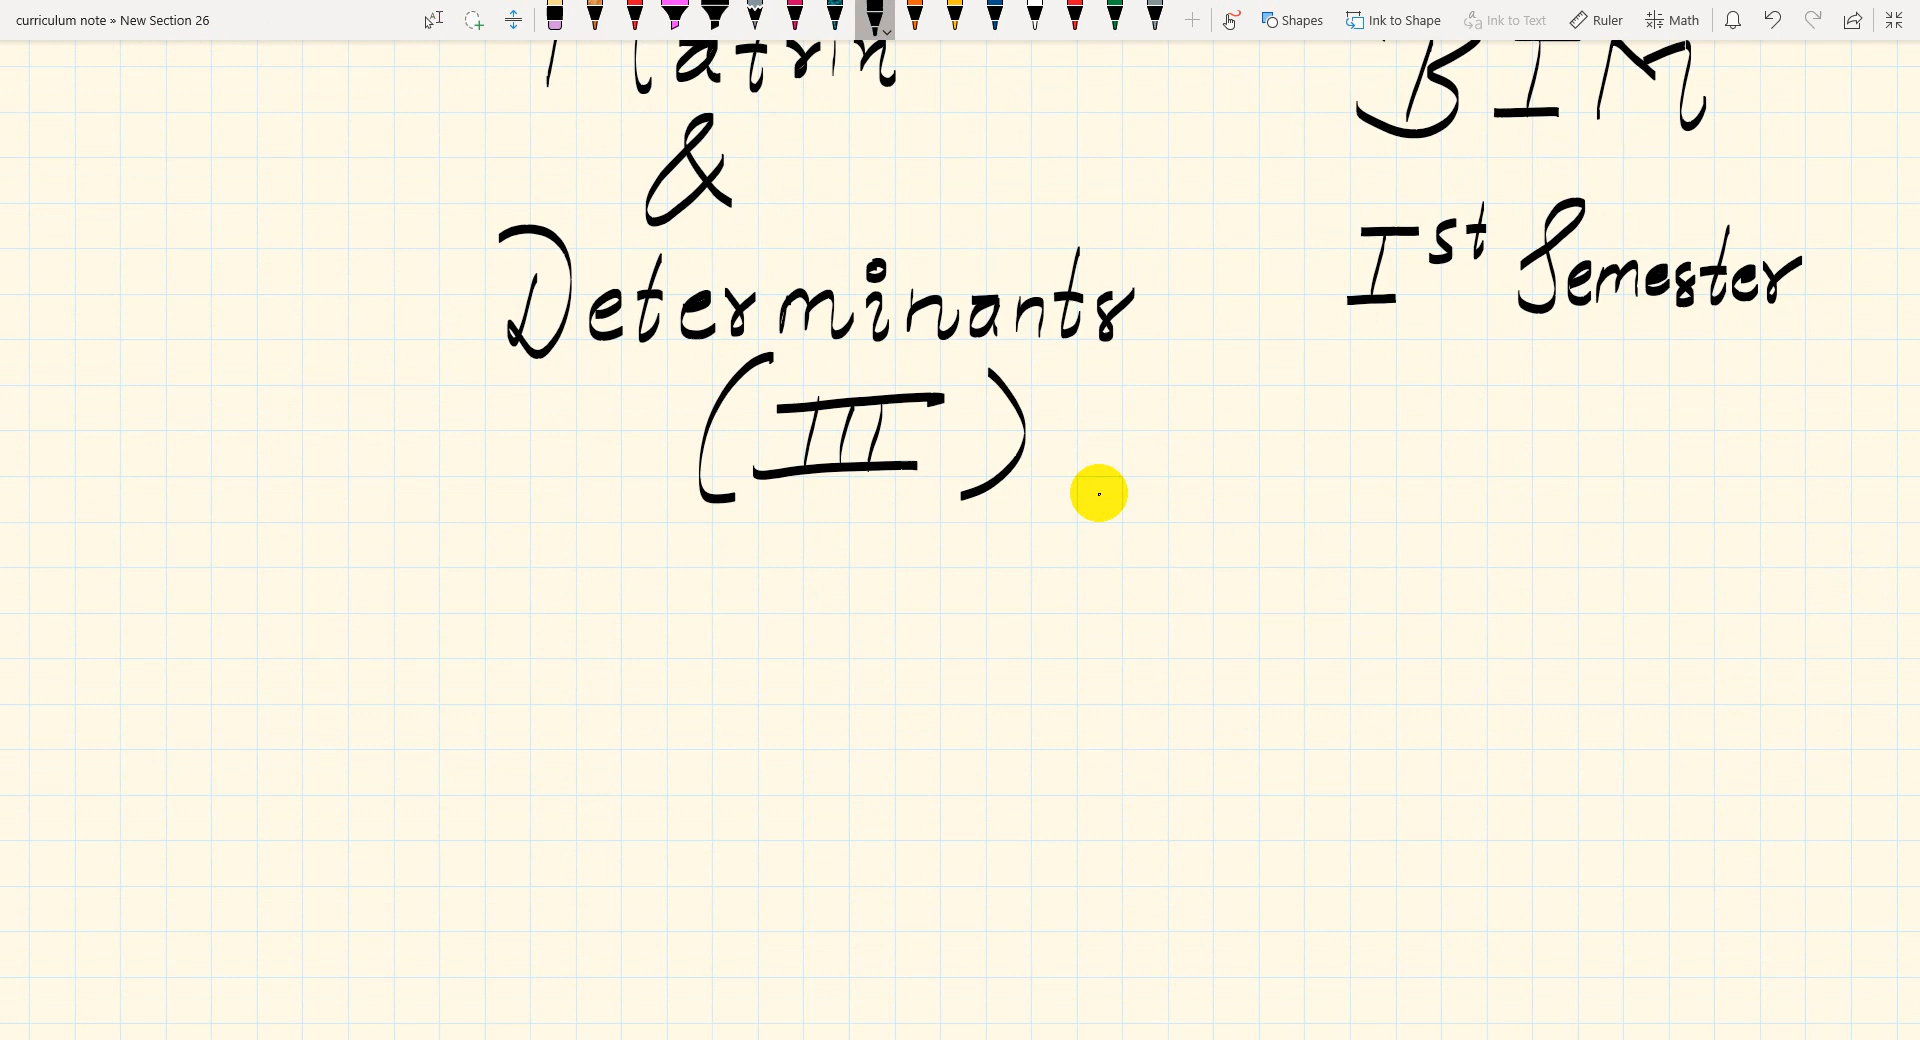 curriculum note » New Section 26
Shapes
Ink to Shape
Ink to Text
Ruler
Math
Matrix
&
Determinants
(III)
BIM
Ist Semester